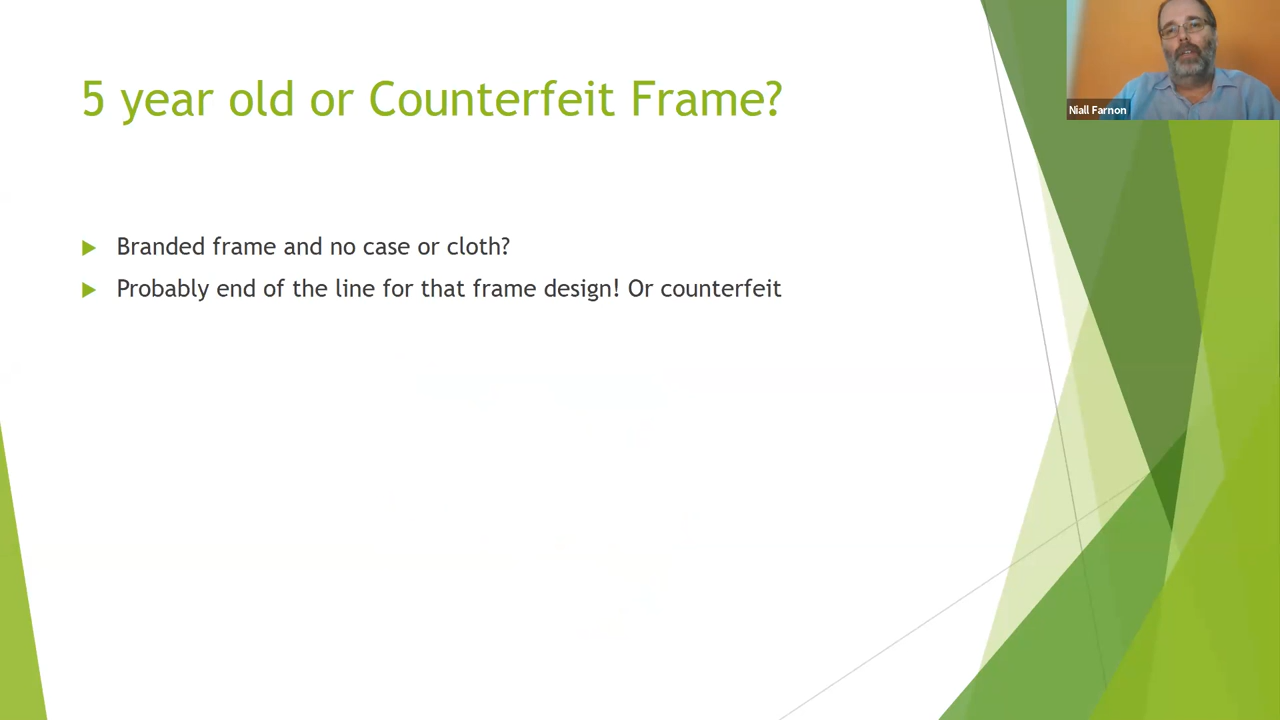 5 year old or Counterfeit Frame?
Niall Farnon
Branded frame and no case or cloth?
Probably end of the line for that frame design! Or counterfeit